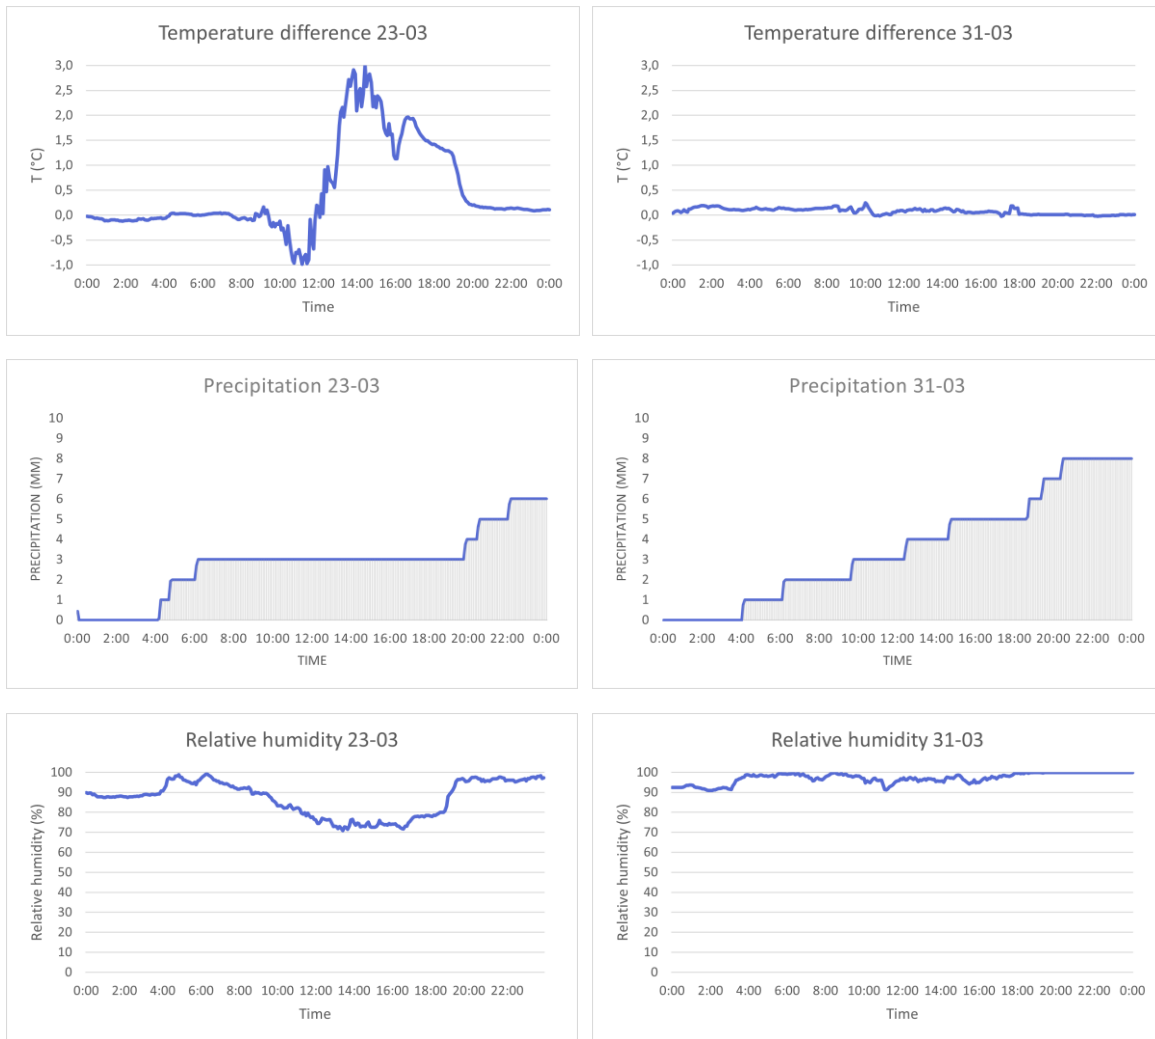 Temperature difference 23-03
3,0
2,5
2,0
1,5
1,0
0,5
0,0
-0,5
-1,0
T (°C)
0:00 2:00 4:00 6:00 8:00 10:00 12:00 14:00 16:00 18:00 20:00 22:00 0:00
Time
Temperature difference 31-03
3,0
2,5
2,0
1,5
1,0
0,5
0,0
-0,5
-1,0
T (°C)
0:00 2:00 4:00 6:00 8:00 10:00 12:00 14:00 16:00 18:00 20:00 22:00 0:00
Time
Precipitation 23-03
10
9
8
7
6
5
4
3
2
1
0
PRECIPITATION (MM)
0:00 2:00 4:00 6:00 8:00 10:00 12:00 14:00 16:00 18:00 20:00 22:00 0:00
TIME
Precipitation 31-03
10
9
8
7
6
5
4
3
2
1
0
PRECIPITATION (MM)
0:00 2:00 4:00 6:00 8:00 10:00 12:00 14:00 16:00 18:00 20:00 22:00 0:00
TIME
Relative humidity 23-03
100
90
80
70
60
50
40
30
20
10
0
Relative humidity (%)
0:00 2:00 4:00 6:00 8:00 10:00 12:00 14:00 16:00 18:00 20:00 22:00
Time
Relative humidity 31-03
100
90
80
70
60
50
40
30
20
10
0
Relative humidity (%)
0:00 2:00 4:00 6:00 8:00 10:00 12:00 14:00 16:00 18:00 20:00 22:00 0:00
Time